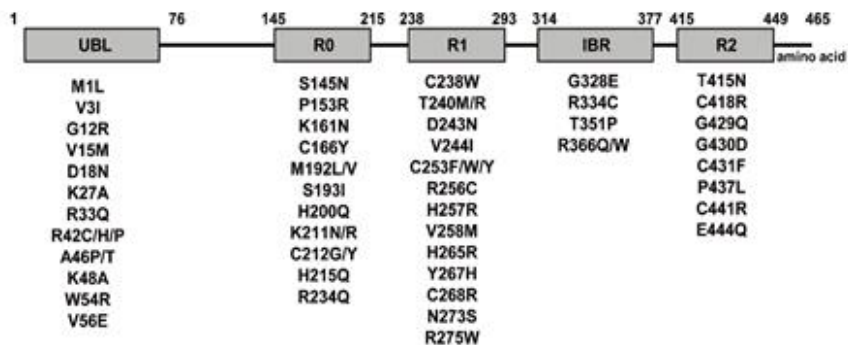 1 76 145 215 238 293 314 377 415 449 465
UBL R0 R1 IBR R2
amino acid
M1L
V3I
G12R
V15M
D18N
K27A
R33Q
R42C/H/P
A46P/T
K48A
W54R
V56E
S145N
P153R
K161N
C166Y
M192L/V
S193I
H200Q
K211N/R
C212G/Y
H215Q
R234Q
C238W
T240M/R
D243N
V244I
C253F/W/Y
R256C
H257R
V258M
H265R
Y267H
C268R
N273S
R275W
G328E
R334C
T351P
R366Q/W
T415N
C418R
G429Q
G430D
C431F
P437L
C441R
E444Q